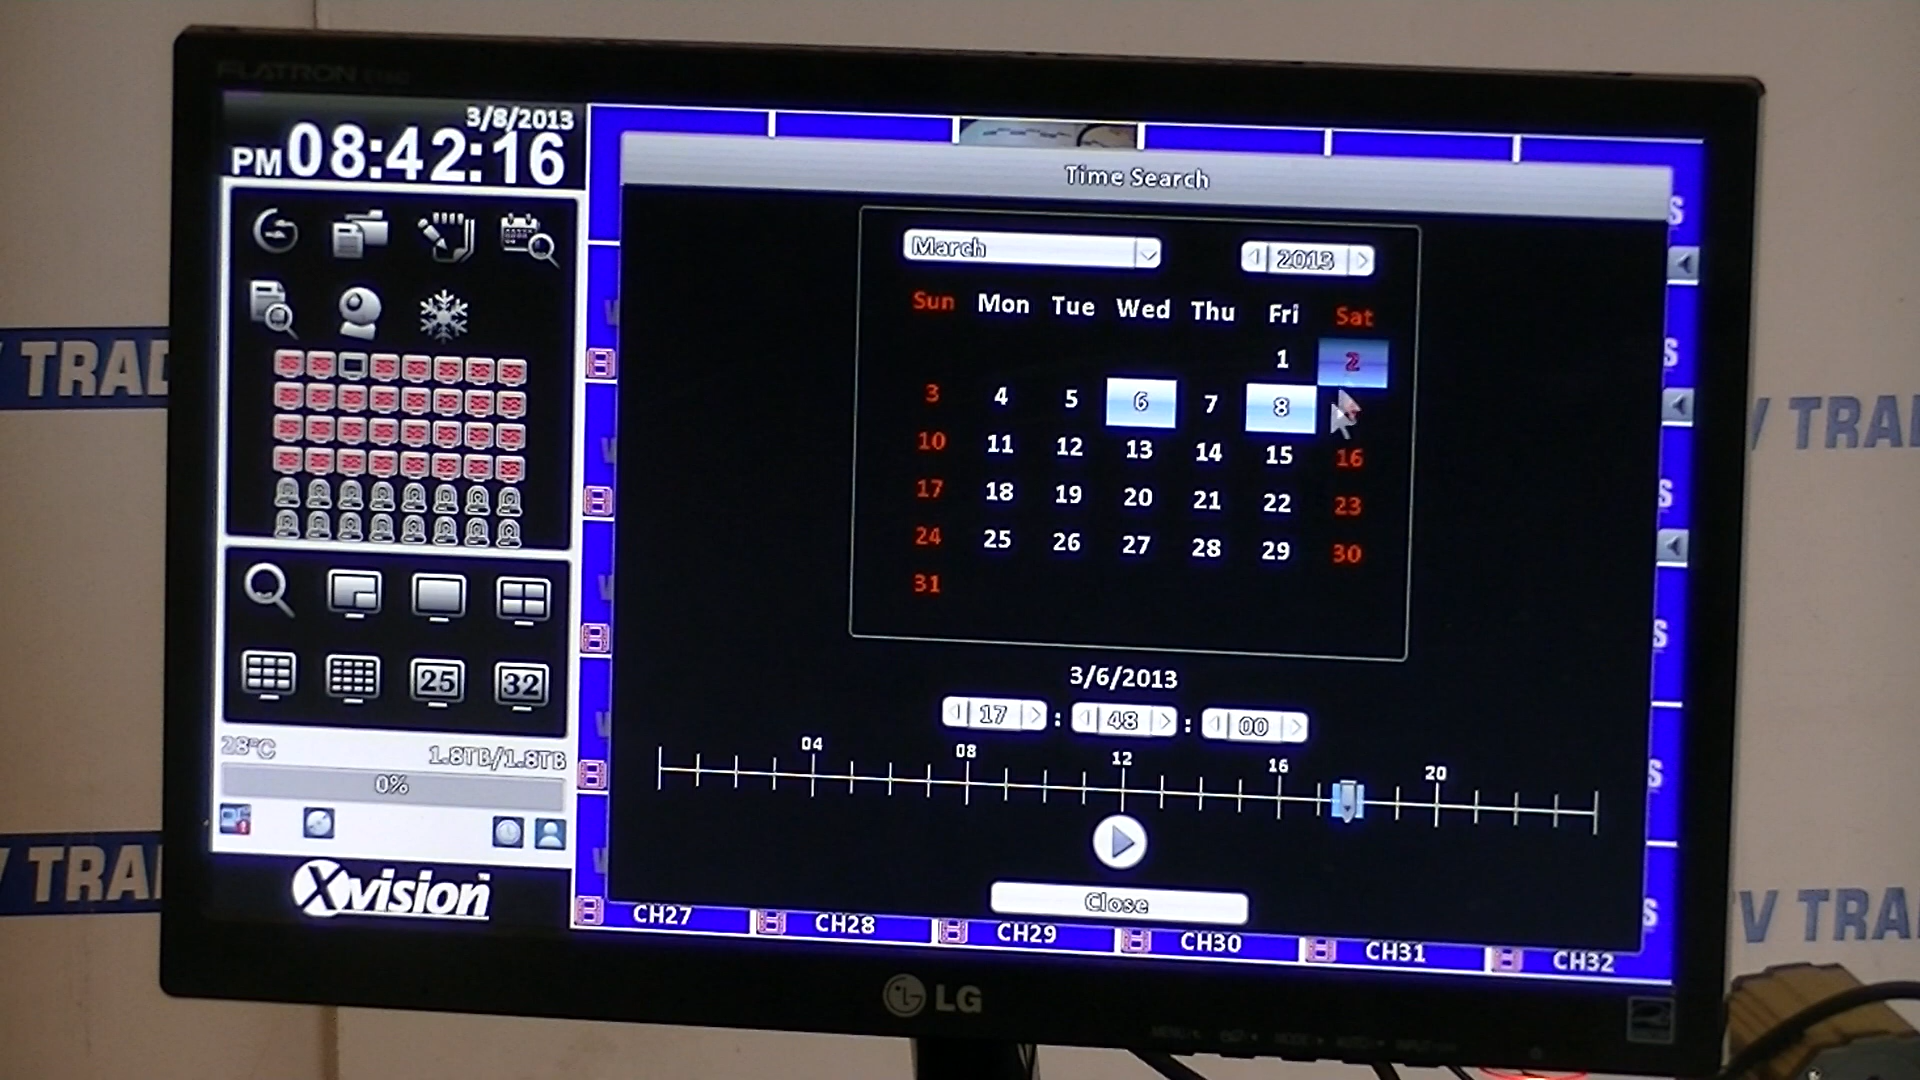 FLATRON
3/8/2013
PM 08:42:16
Time Search
March
2013
Sun Mon Tue Wed Thu Fri Sat
1 2
3 4 5 6 7 8
10 11 12 13 14 15 16
17 18 19 20 21 22 23
24 25 26 27 28 29 30
31
3/6/2013
17 : 48 : 00
04 08 12 16 20
25 32
28°C 1.8TB/1.8TB
0%
Xvision
Close
CH27 CH28 CH29 CH30 CH31 CH32
LG
V TRAD
V TRA
V TRAI
TV TRA